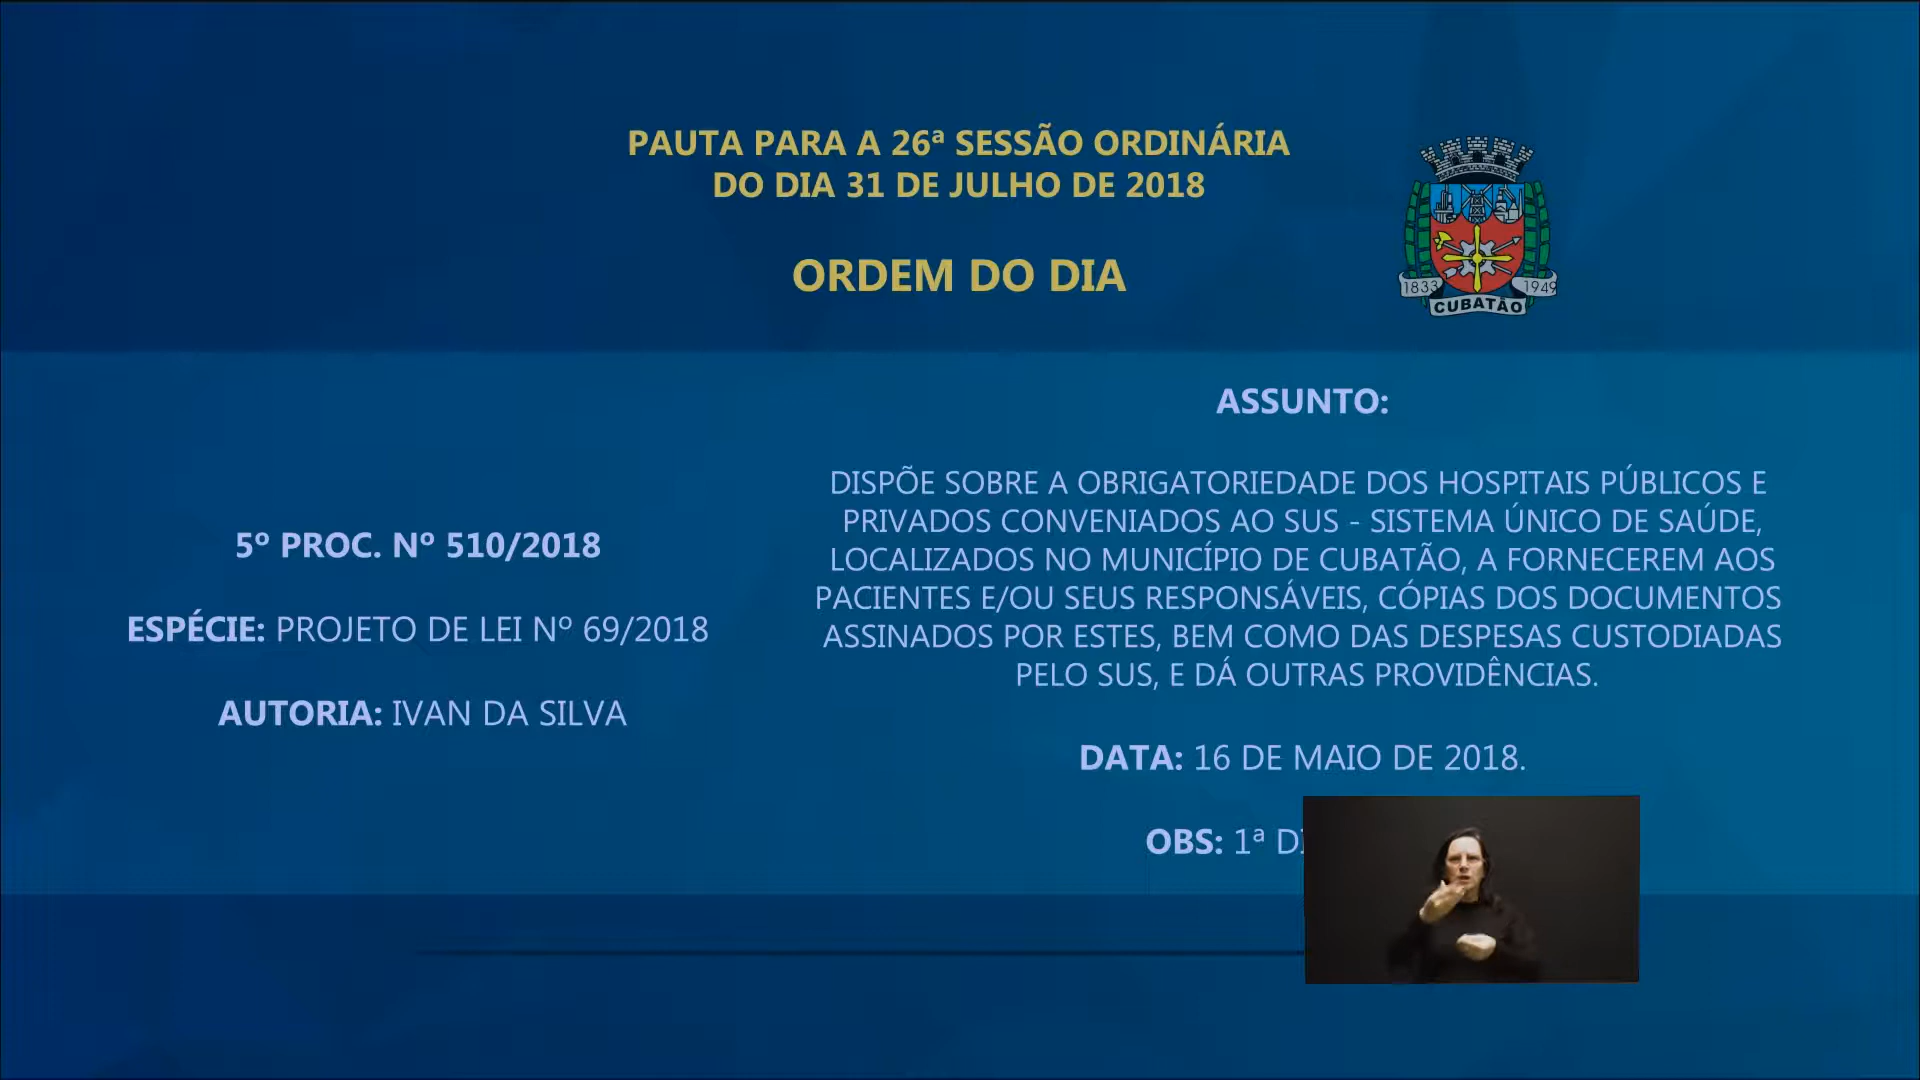 PAUTA PARA A 26ª SESSÃO ORDINÁRIA
DO DIA 31 DE JULHO DE 2018
ORDEM DO DIA
1833
1949
CUBATÃO
5º PROC. Nº 510/2018
ESPÉCIE: PROJETO DE LEI Nº 69/2018
AUTORIA: IVAN DA SILVA
ASSUNTO:
DISPÕE SOBRE A OBRIGATORIEDADE DOS HOSPITAIS PÚBLICOS E
PRIVADOS CONVENIADOS AO SUS - SISTEMA ÚNICO DE SAÚDE,
LOCALIZADOS NO MUNICÍPIO DE CUBATÃO, A FORNECEREM AOS
PACIENTES E/OU SEUS RESPONSÁVEIS, CÓPIAS DOS DOCUMENTOS
ASSINADOS POR ESTES, BEM COMO DAS DESPESAS CUSTODIADAS
PELO SUS, E DÁ OUTRAS PROVIDÊNCIAS.
DATA: 16 DE MAIO DE 2018.
OBS: 1ª